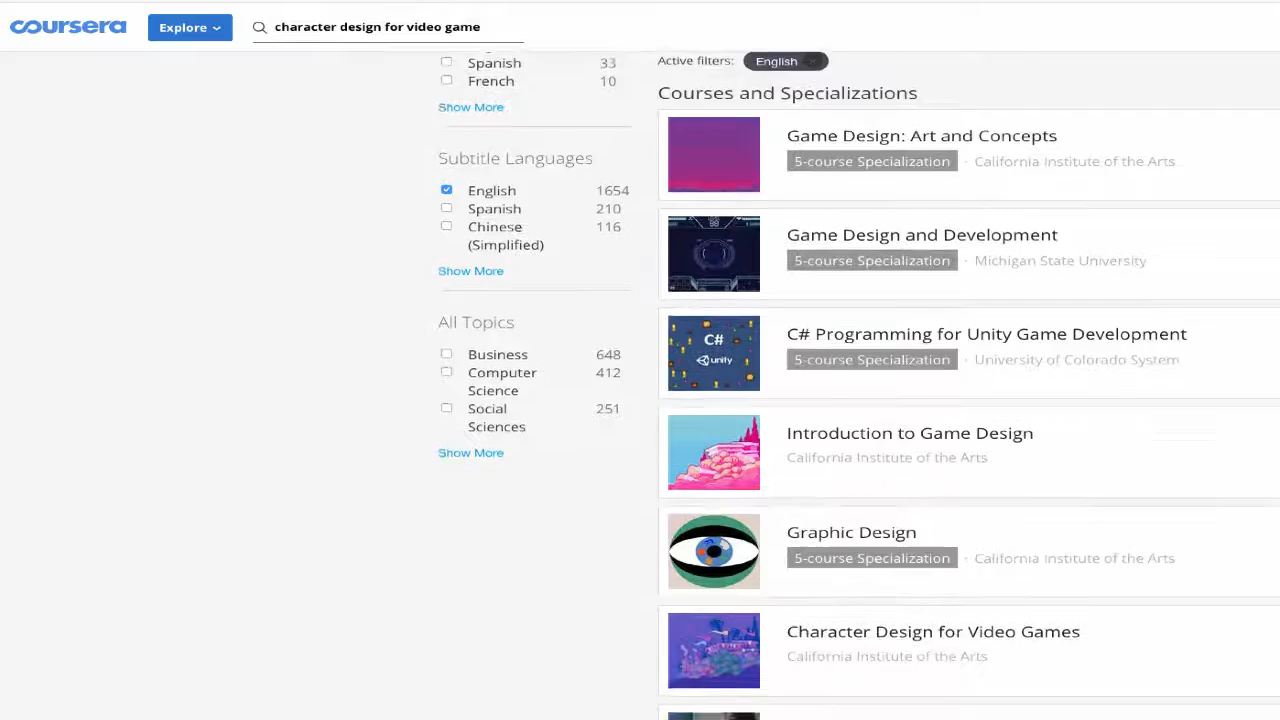 coursera
Explore
character design for video game
Spanish 33
French 10
Show More
Subtitle Languages
English 1654
Spanish 210
Chinese 116
(Simplified)
Show More
All Topics
Business 648
Computer 412
Science
Social 251
Sciences
Show More
Active filters: English
Courses and Specializations
Game Design: Art and Concepts
5-course Specialization · California Institute of the Arts
Game Design and Development
5-course Specialization · Michigan State University
C# unity
C# Programming for Unity Game Development
5-course Specialization · University of Colorado System
Introduction to Game Design
California Institute of the Arts
Graphic Design
5-course Specialization · California Institute of the Arts
Character Design for Video Games
California Institute of the Arts